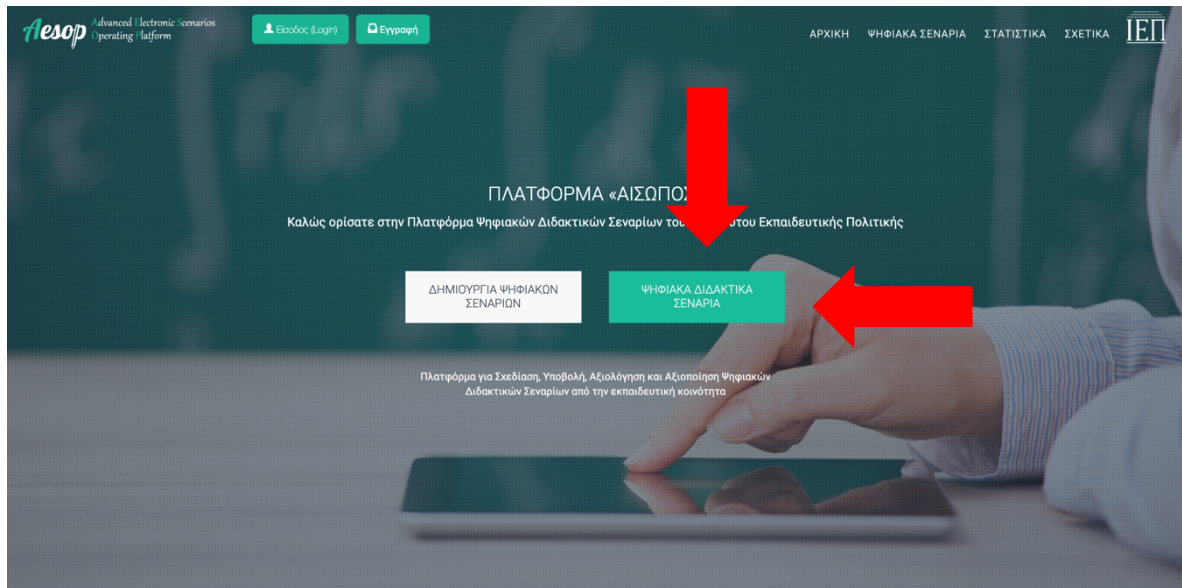 Aesop Advanced Electronic Scenarios
Operating Platform
Είσοδος (Login)
Εγγραφή
ΑΡΧΙΚΗ ΨΗΦΙΑΚΑ ΣΕΝΑΡΙΑ ΣΤΑΤΙΣΤΙΚΑ ΣΧΕΤΙΚΑ ΙΕΠ
ΠΛΑΤΦΟΡΜΑ «ΑΙΣΩΠΟΣ
Καλώς ορίσατε στην Πλατφόρμα Ψηφιακών Διδακτικών Σεναρίων του Εκπαιδευτικής Πολιτικής
ΔΗΜΙΟΥΡΓΙΑ ΨΗΦΙΑΚΩΝ
ΣΕΝΑΡΙΩΝ
ΨΗΦΙΑΚΑ ΔΙΔΑΚΤΙΚΑ
ΣΕΝΑΡΙΑ
Πλατφόρμα για Σχεδίαση, Υποβολή, Αξιολόγηση και Αξιοποίηση Ψηφιακών
Διδακτικών Σεναρίων από την εκπαιδευτική κοινότητα